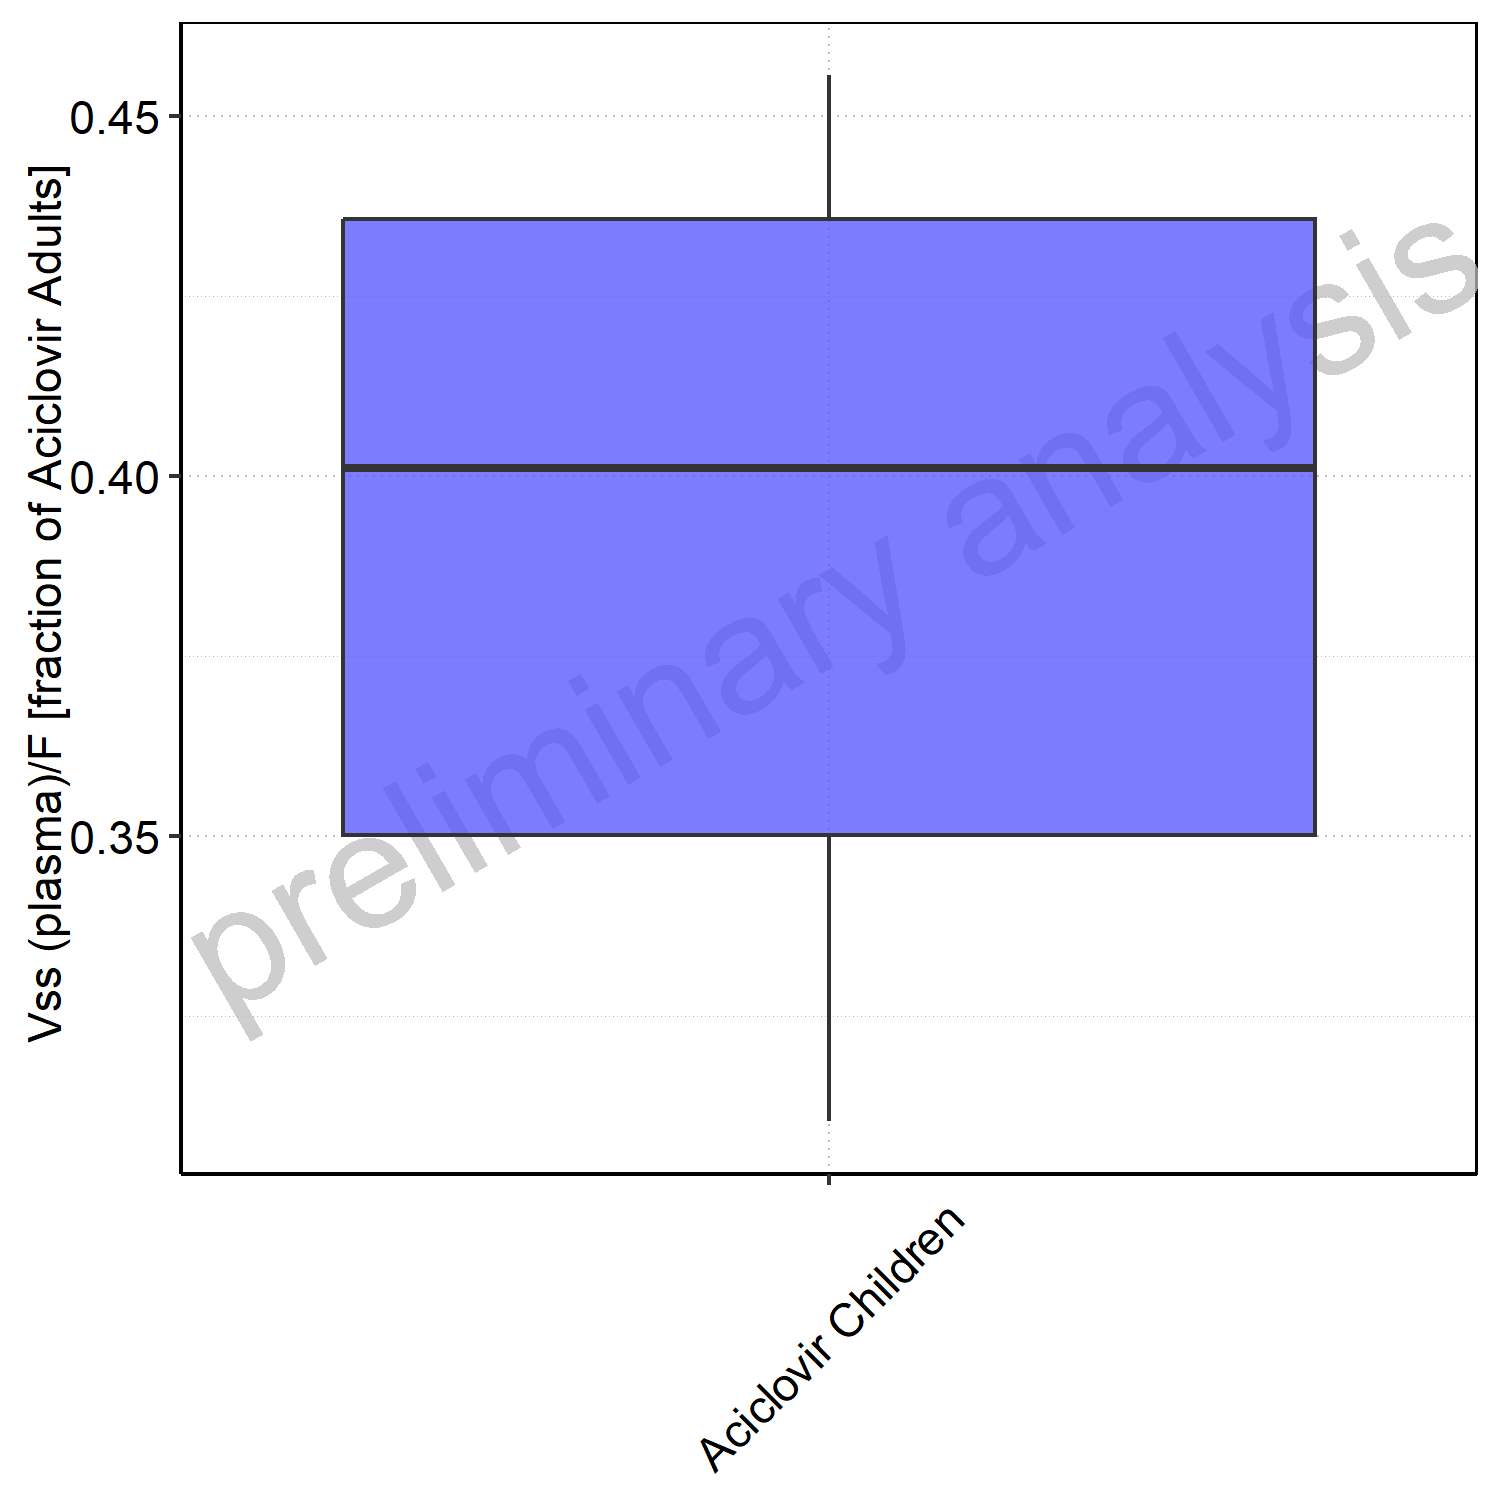 Vss (plasma)/F [fraction of Aciclovir Adults]
0.45
0.40
0.35
preliminary analysis
Aciclovir Children